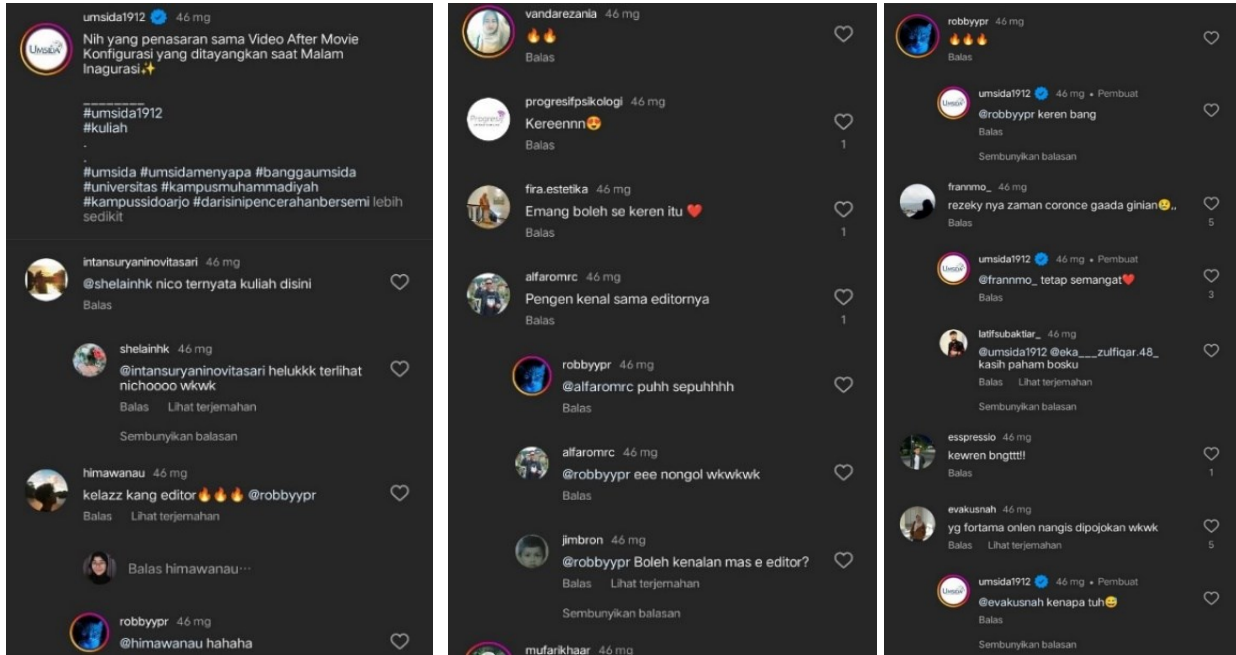 umsida1912 46 mg
Nih yang penasaran sama Video After Movie
Konfigurasi yang ditayangkan saat Malam
Inagurasi✨
________
#umsida1912
#kuliah
.
.
#umsida #umsidamenyapa #banggaumsida
#universitas #kampusmuhammadiyah
#kampussidoarjo #darisinipencerahanbersemi lebih
sedikit
intansuryaninovitasari 46 mg
@shelainhk nico ternyata kuliah disini
Balas
shelainhk 46 mg
@intansuryaninovitasari helukkk terlihat
nichoooo wkwk
Balas Lihat terjemahan
Sembunyikan balasan
himawanau 46 mg
kelazz kang editor🔥🔥🔥 @robbyypr
Balas Lihat terjemahan
Balas himawanau...
robbyypr 46 mg
@himawanau hahaha
vandarezania 46 mg
🔥🔥
Balas
progresifpsikologi 46 mg
Kereennn😍
Balas
1
fira.estetika 46 mg
Emang boleh se keren itu ❤️
Balas
1
alfaromrc 46 mg
Pengen kenal sama editornya
Balas
1
robbyypr 46 mg
@alfaromrc puhh sepuhhhh
Balas
alfaromrc 46 mg
@robbyypr eee nongol wkwkwk
Balas
jimbron 46 mg
@robbyypr Boleh kenalan mas e editor?
Balas Lihat terjemahan
Sembunyikan balasan
mufarikhaar 46 mg
robbyypr 46 mg
🔥🔥🔥
Balas
umsida1912 46 mg • Pembuat
@robbyypr keren bang
Balas
Sembunyikan balasan
frannmo_ 46 mg
rezeky nya zaman coronce gaada ginian😢,,
Balas
5
umsida1912 46 mg • Pembuat
@frannmo_ tetap semangat❤️
Balas
3
latifsubaktiar_ 46 mg
@umsida1912 @eka___zulfiqar.48_
kasih paham bosku
Balas Lihat terjemahan
Sembunyikan balasan
esspressio 46 mg
kewren bngttt!!
Balas
1
evakusnah 46 mg
yg fortama onlen nangis dipojokan wkwk
Balas Lihat terjemahan
5
umsida1912 46 mg • Pembuat
@evakusnah kenapa tuh😅
Balas
Sembunyikan balasan